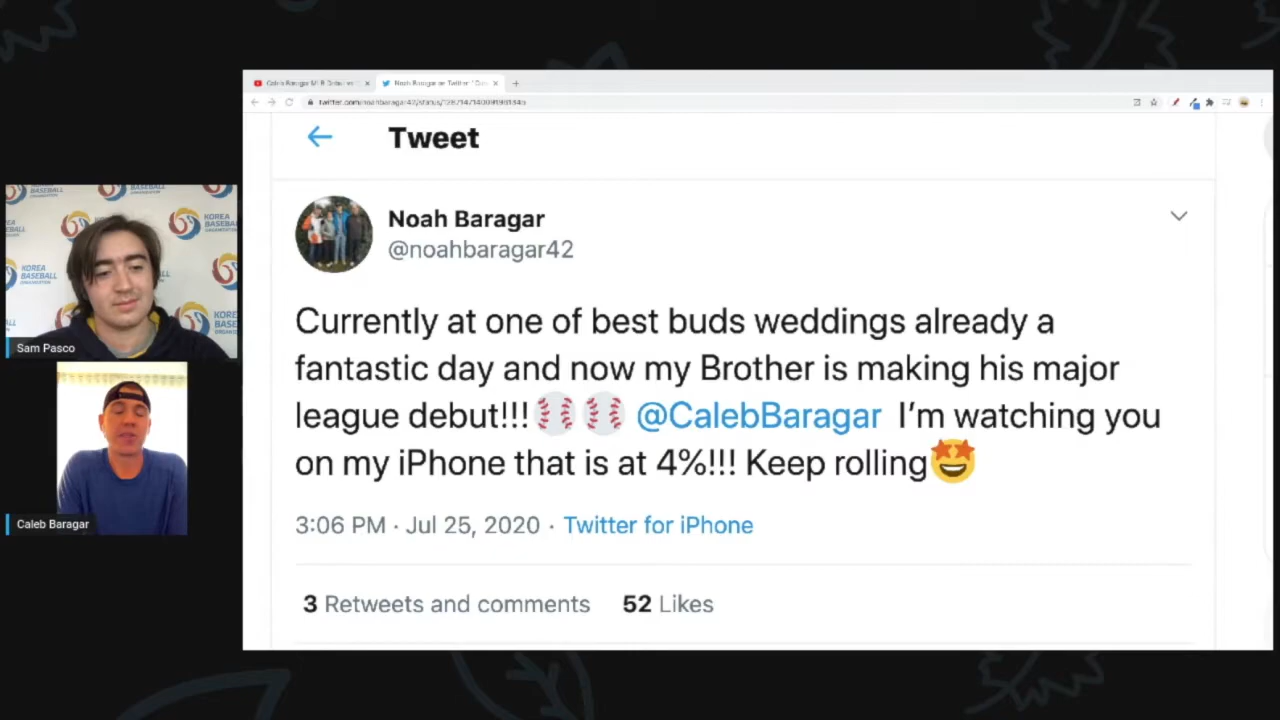 Tweet
Noah Baragar
@noahbaragar42
Currently at one of best buds weddings already a
fantastic day and now my Brother is making his major
league debut!!!⚾⚾ @CalebBaragar I’m watching you
on my iPhone that is at 4%!!! Keep rolling🤩
3:06 PM · Jul 25, 2020 · Twitter for iPhone
3 Retweets and comments 52 Likes
KOREA
BASEBALL
ORGANIZATION
Sam Pasco
Caleb Baragar